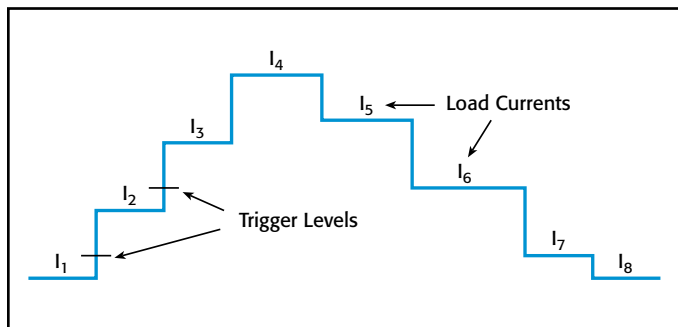 I₄
I₅
Load Currents
I₃
I₆
I₂
Trigger Levels
I₇
I₁
I₈